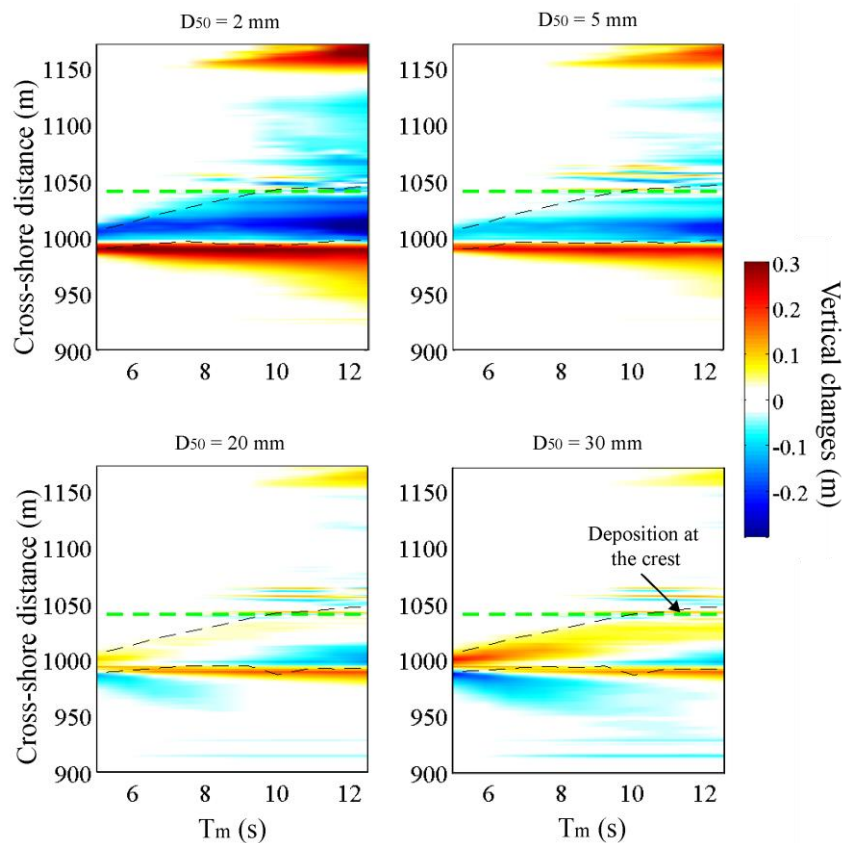 D50 = 2 mm
D50 = 5 mm
Cross-shore distance (m)
1150
1100
1050
1000
950
900
6 8 10 12
1150
1100
1050
1000
950
900
6 8 10 12
0.3
0.2
0.1
0
-0.1
-0.2
Vertical changes (m)
D50 = 20 mm
D50 = 30 mm
Cross-shore distance (m)
1150
1100
1050
1000
950
900
6 8 10 12
Tm (s)
1150
1100
1050
1000
950
900
Deposition at
the crest
6 8 10 12
Tm (s)